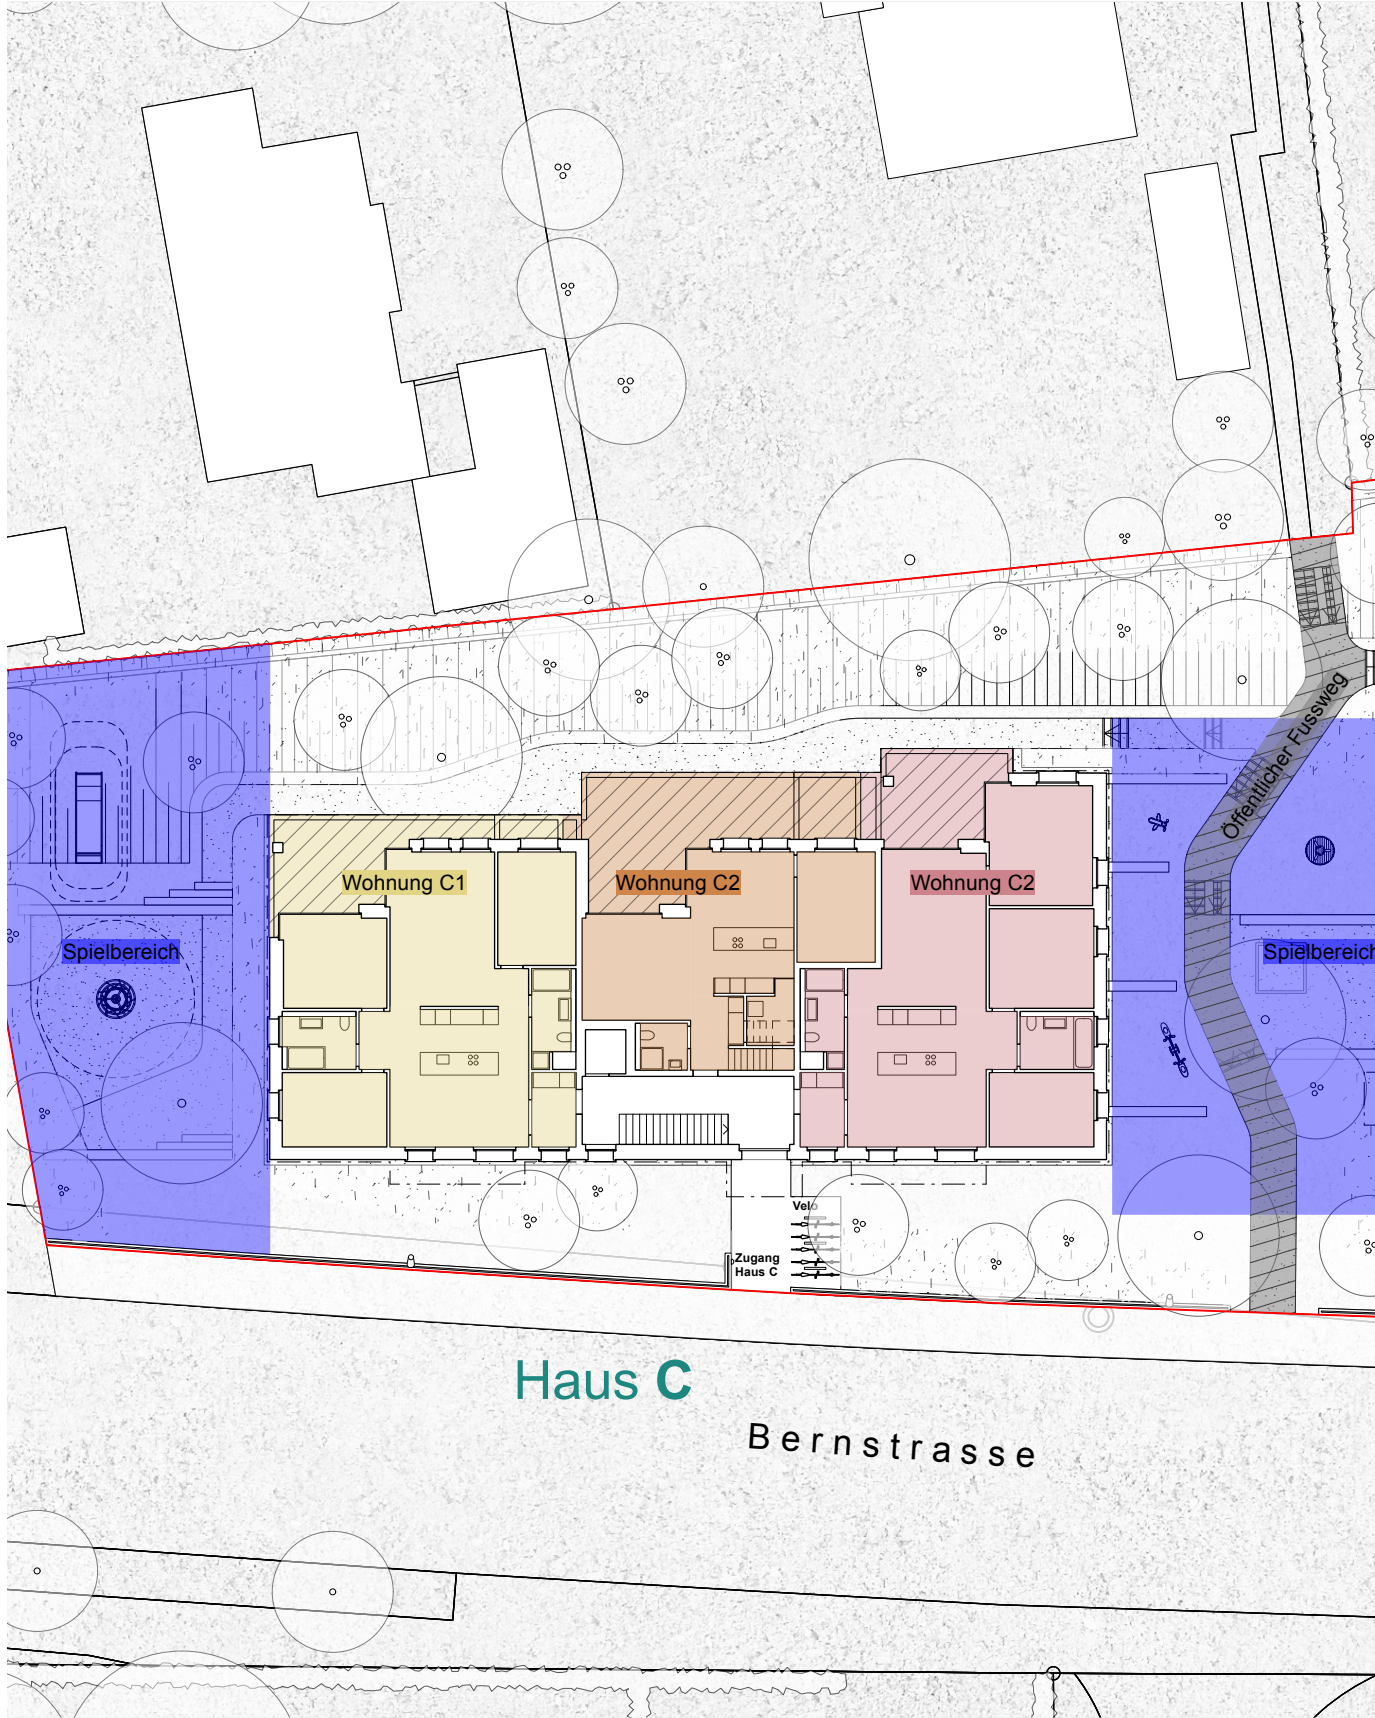 Öffentlicher Fussweg
Wohnung C1
Wohnung C2
Wohnung C2
Spielbereich
Spielbereich
Velo
Zugang
Haus C
Haus C
Bernstrasse